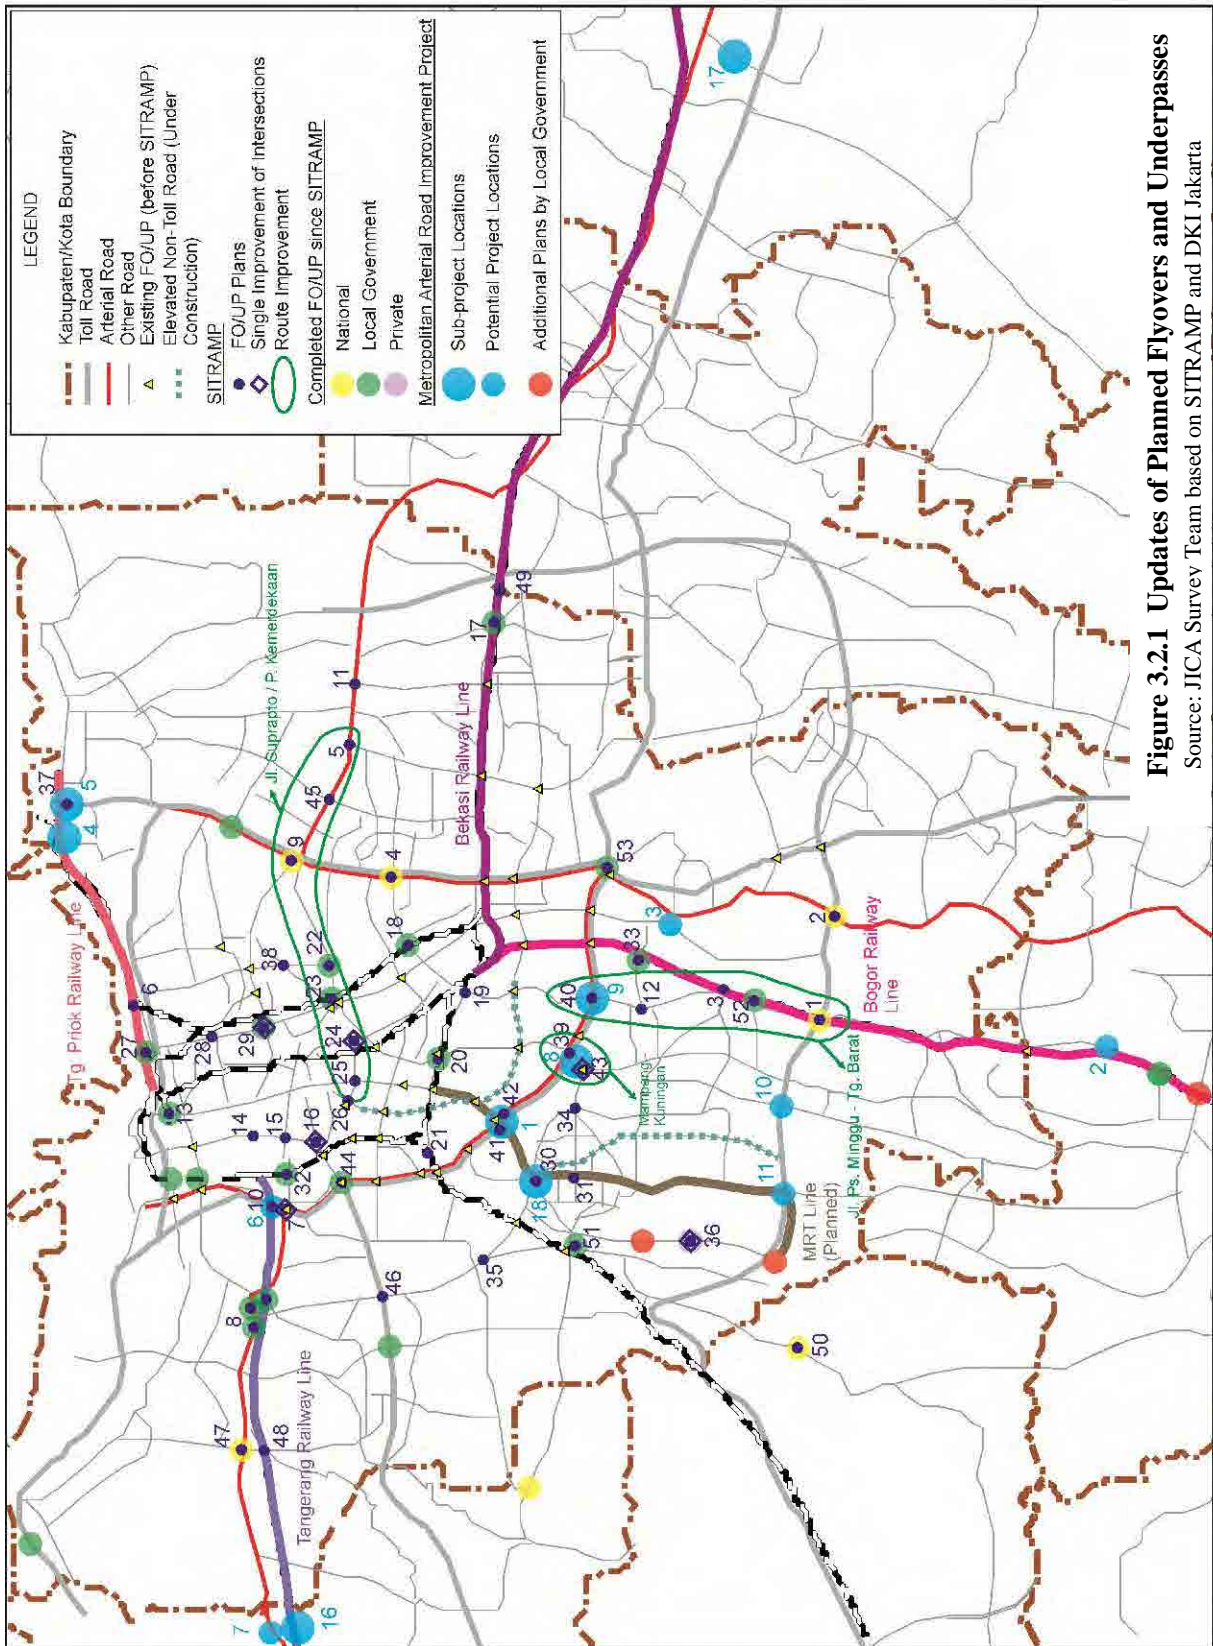 LEGEND
Kabupaten/Kota Boundary
Toll Road
Arterial Road
Other Road
Existing FO/UP (before SITRAMP)
Elevated Non-Toll Road (Under
Construction)
SITRAMP
FO/UP Plans
Single Improvement of Intersections
Route Improvement
Completed FO/UP since SITRAMP
National
Local Government
Private
Metropolitan Arterial Road Improvement Project
Sub-project Locations
Potential Project Locations
Additional Plans by Local Government
Tg. Priok Railway Line
Jl. Suprapto / P. Kemerdekaan
Bekasi Railway Line
Tangerang Railway Line
Mampang-
Kuningan
Bogor Railway
Line
Jl. Ps. Minggu - Tg. Barat
MRT Line
(Planned)
7
16
47
48
8
6
10
7
32
44
46
35
51
36
50
13
14
15
16
26
25
21
27
28
29
24
6
38
23
22
18
20
19
41
42
1
18
30
31
34
8
39
43
40
9
12
33
3
52
1
10
11
2
2
3
53
4
9
45
5
11
4
37
5
17
49
17
Figure 3.2.1 Updates of Planned Flyovers and Underpasses
Source: JICA Survey Team based on SITRAMP and DKI Jakarta